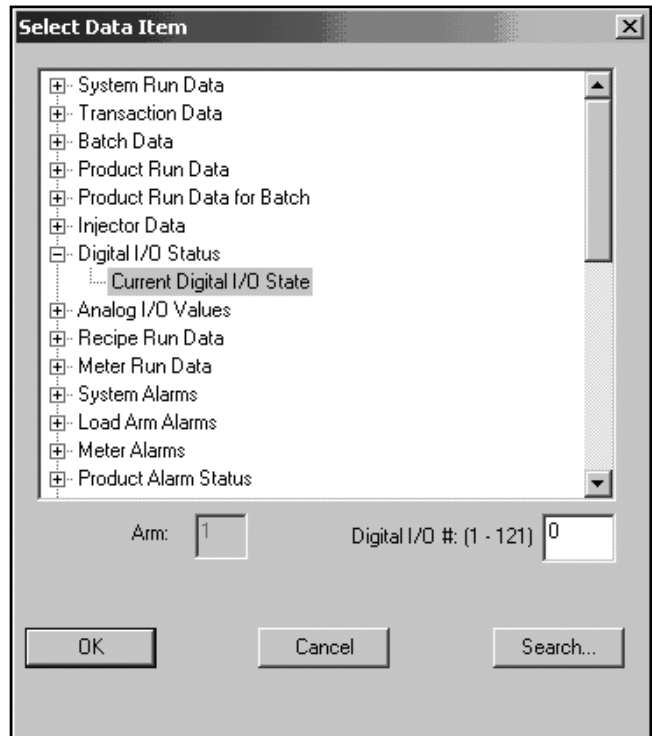 Select Data Item
System Run Data
Transaction Data
Batch Data
Product Run Data
Product Run Data for Batch
Injector Data
Digital I/O Status
Current Digital I/O State
Analog I/O Values
Recipe Run Data
Meter Run Data
System Alarms
Load Arm Alarms
Meter Alarms
Product Alarm Status
Arm: 1 Digital I/O #: (1 - 121) 0
OK Cancel Search...